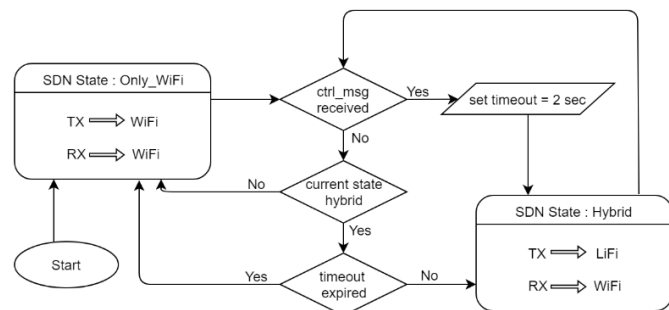 SDN State : Only_WiFi
TX WiFi
RX WiFi
ctrl_msg
received
Yes
set timeout = 2 sec
No
No
current state
hybrid
Yes
SDN State : Hybrid
TX LiFi
RX WiFi
Start
Yes
timeout
expired
No